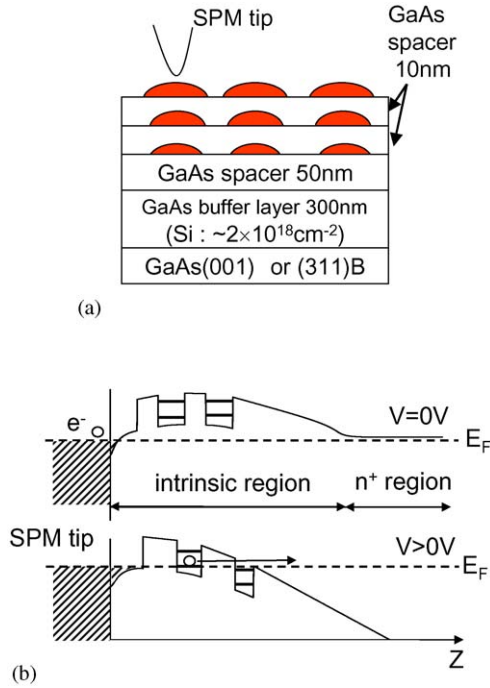 SPM tip
GaAs
spacer
10nm
GaAs spacer 50nm
GaAs buffer layer 300nm
(Si : ~2×10¹⁸cm⁻²)
GaAs(001) or (311)B
(a)
e⁻
V=0V
E_F
intrinsic region
n⁺ region
SPM tip
V>0V
E_F
Z
(b)